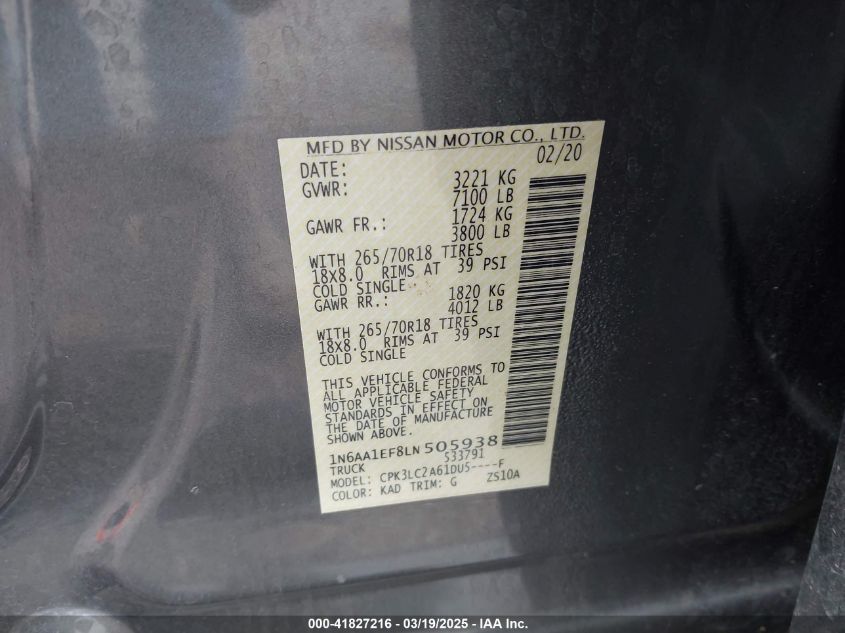 MFD BY NISSAN MOTOR CO., LTD.
DATE: 02/20
GVWR: 3221 KG
7100 LB
GAWR FR.: 1724 KG
3800 LB
WITH 265/70R18 TIRES
18X8.0 RIMS AT 39 PSI
COLD SINGLE
GAWR RR.: 1820 KG
4012 LB
WITH 265/70R18 TIRES
18X8.0 RIMS AT 39 PSI
COLD SINGLE
THIS VEHICLE CONFORMS TO
ALL APPLICABLE FEDERAL
MOTOR VEHICLE SAFETY
STANDARDS IN EFFECT ON
THE DATE OF MANUFACTURE
SHOWN ABOVE.
1N6AA1EF8LN505938
TRUCK 533791
MODEL: CPK3LC2A61DU5----F
COLOR: KAD TRIM: G ZS10A
000-41827216 - 03/19/2025 - IAAI.com